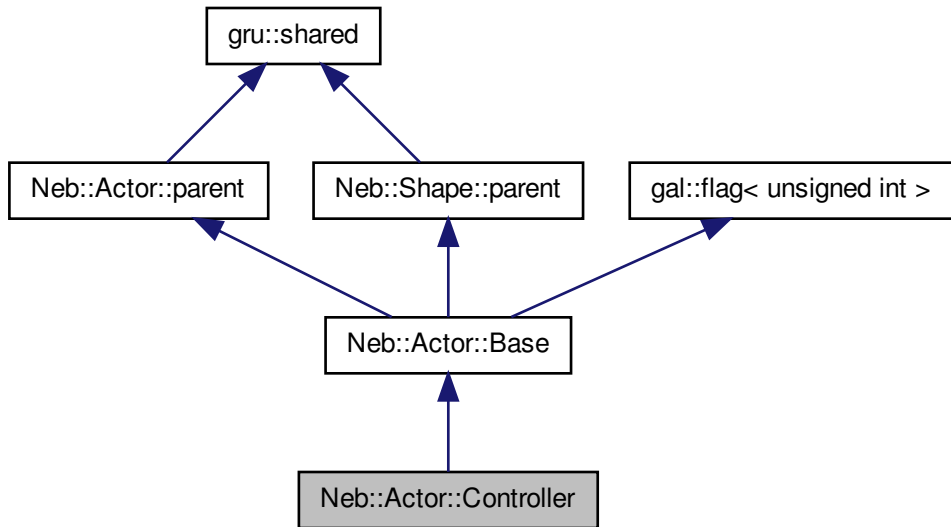 gru::shared
Neb::Actor::parent
Neb::Shape::parent
gal::flag< unsigned int >
Neb::Actor::Base
Neb::Actor::Controller